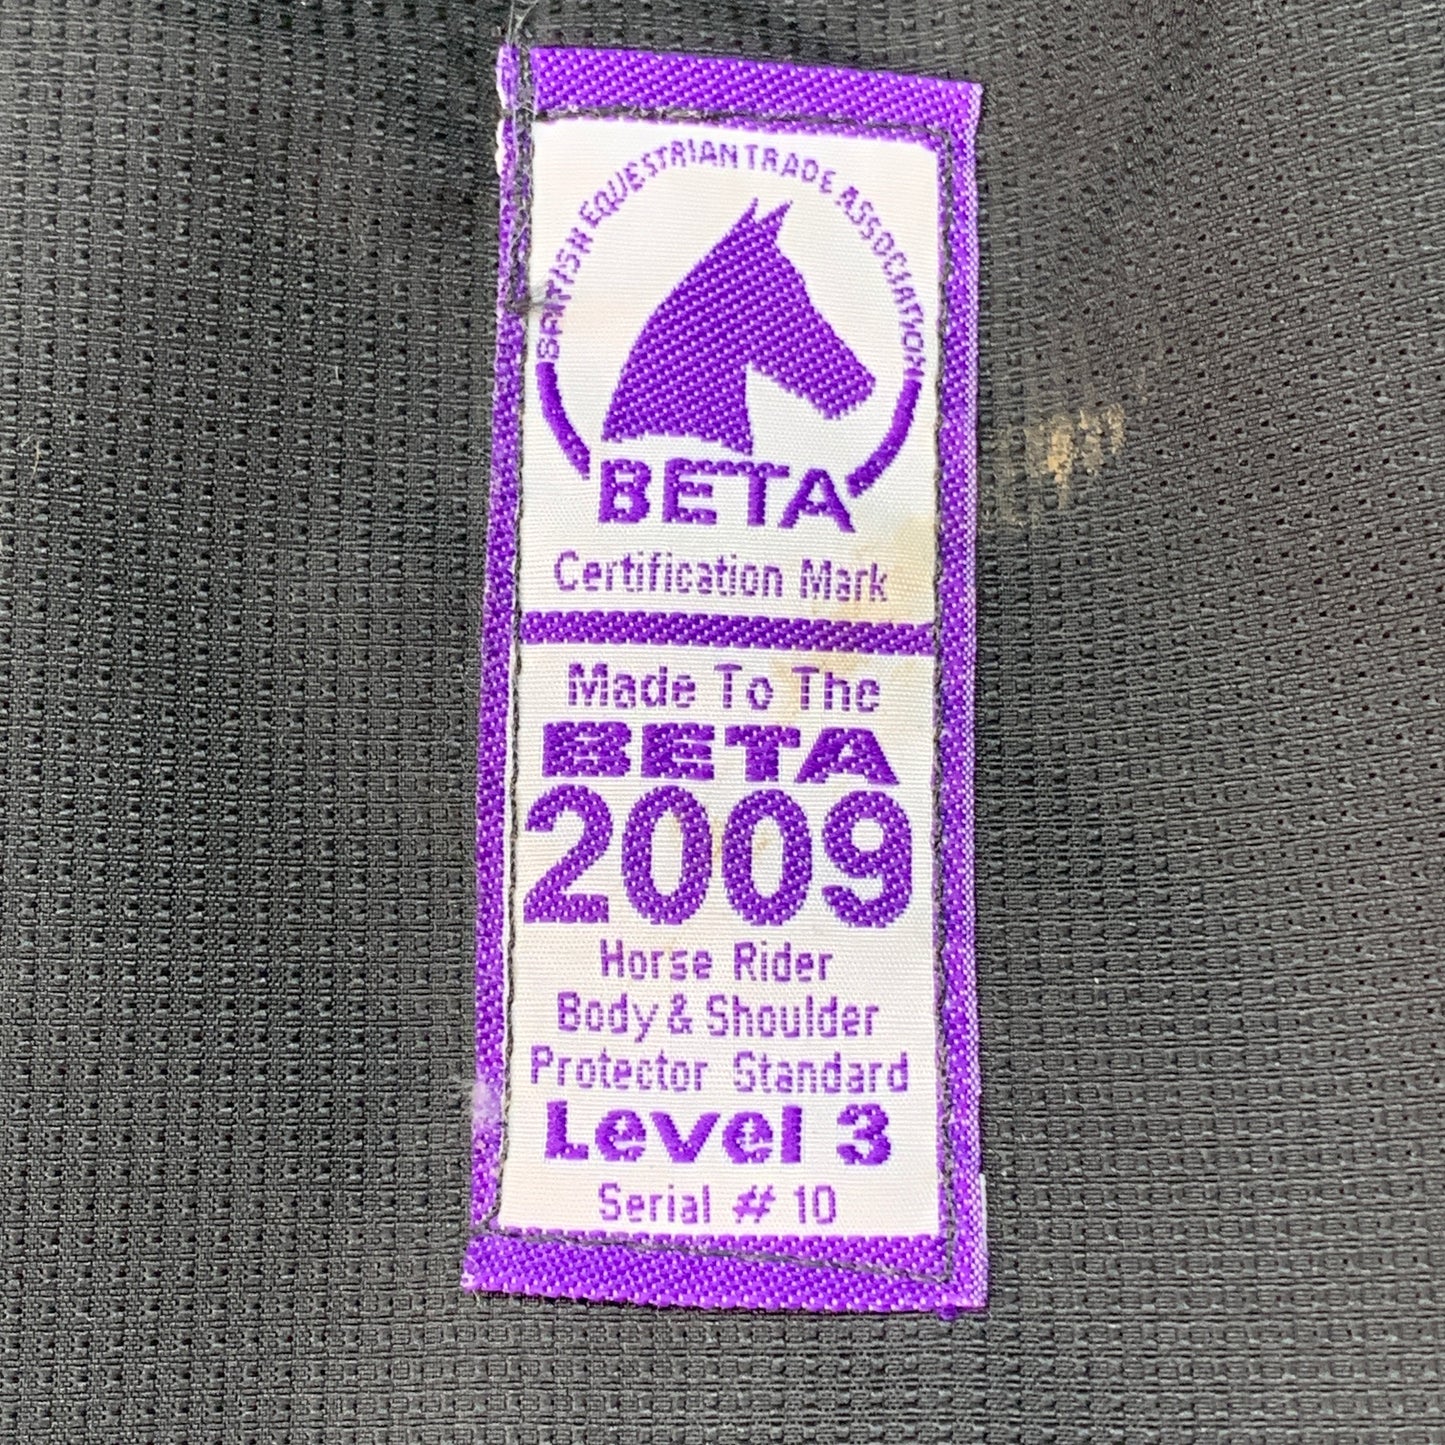 BRITISH EQUESTRIAN TRADE ASSOCIATION
BETA
Certification Mark
Made To The
BETA
2009
Horse Rider
Body & Shoulder
Protector Standard
Level 3
Serial # 10